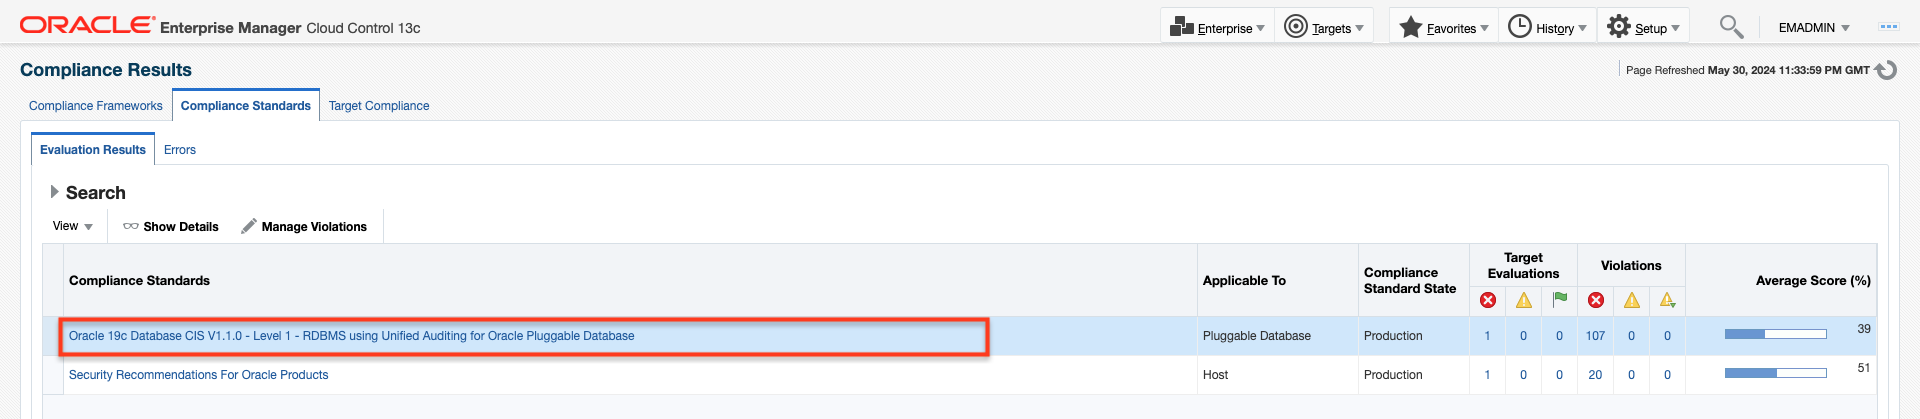 ORACLE Enterprise Manager Cloud Control 13c Enterprise Targets Favorites History Setup EMADMIN
Compliance Results Page Refreshed May 30, 2024 11:33:59 PM GMT
Compliance Frameworks Compliance Standards Target Compliance
Evaluation Results Errors
Search
View Show Details Manage Violations
Compliance Standards Applicable To Compliance Standard State Target Evaluations Violations Average Score (%)
Oracle 19c Database CIS V1.1.0 - Level 1 - RDBMS using Unified Auditing for Oracle Pluggable Database Pluggable Database Production 1 0 0 107 0 0 39
Security Recommendations For Oracle Products Host Production 1 0 0 20 0 0 51